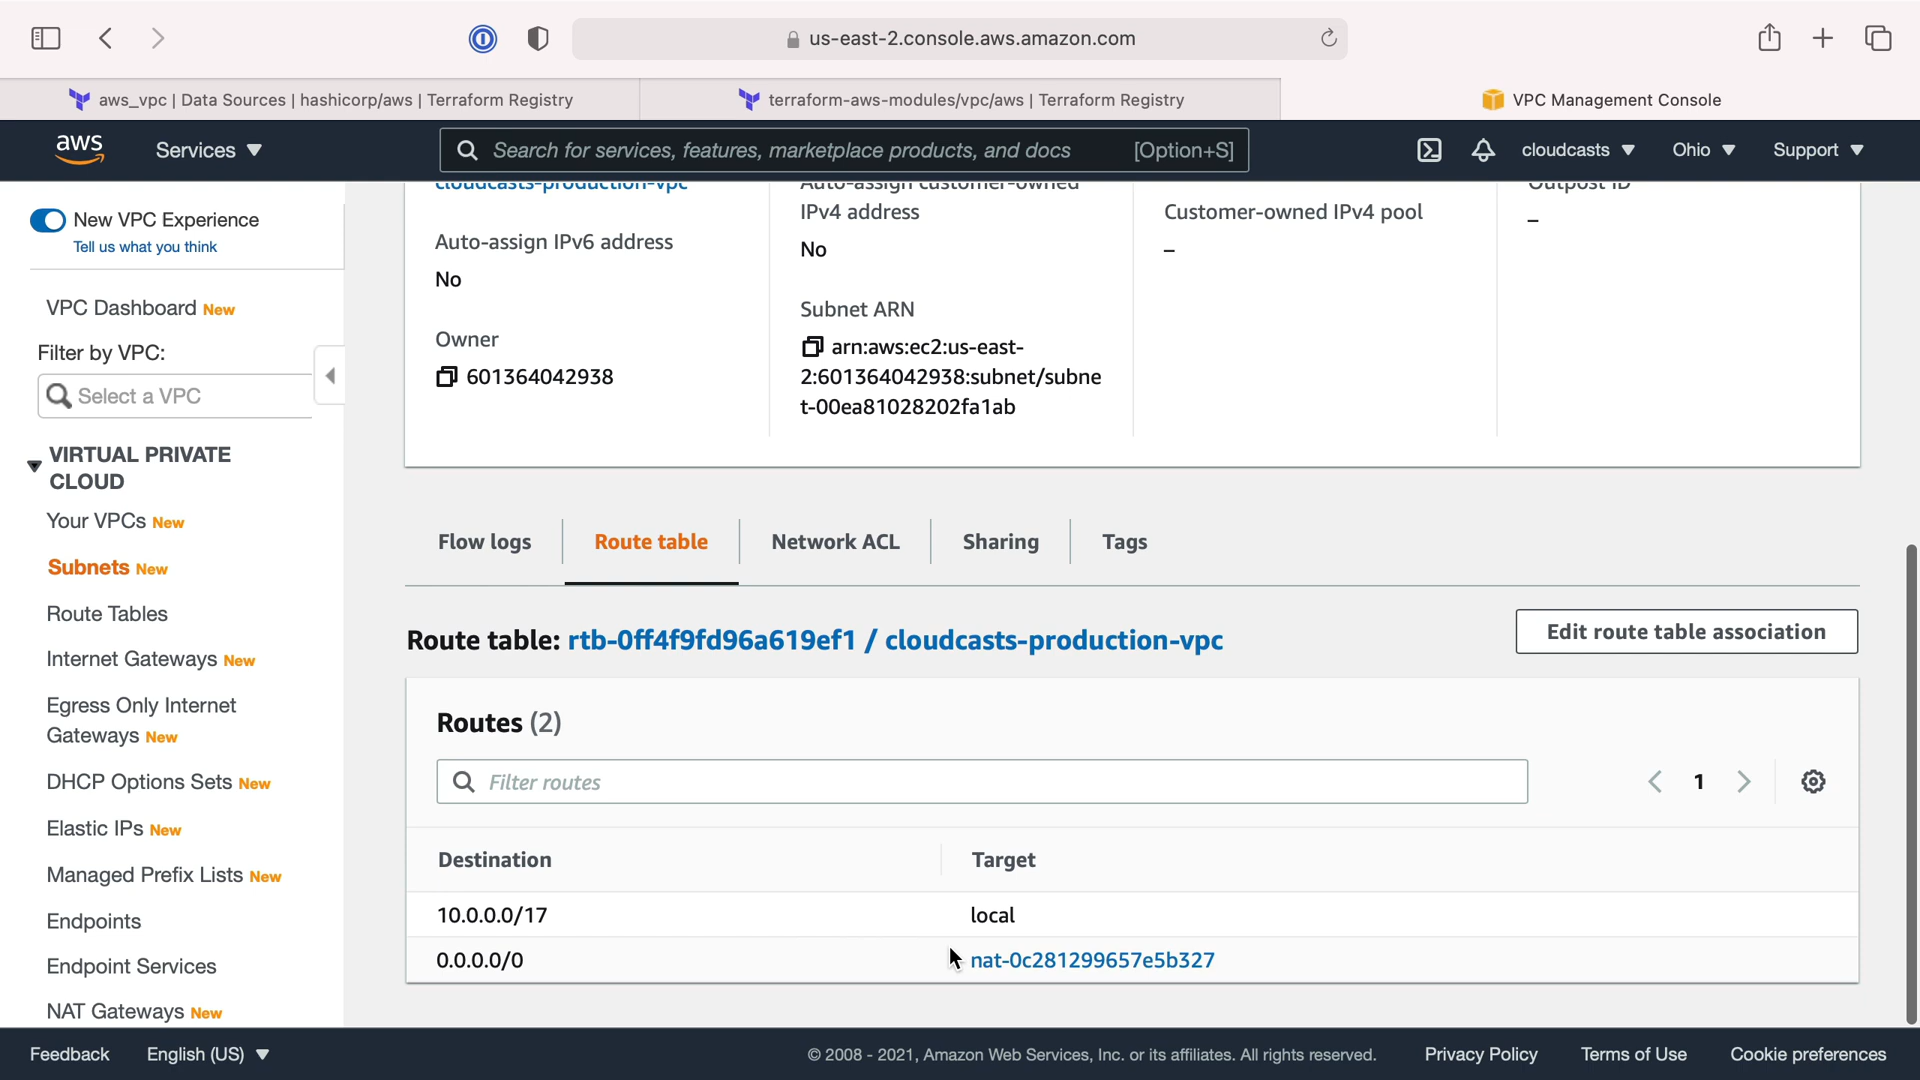 us-east-2.console.aws.amazon.com
aws_vpc | Data Sources | hashicorp/aws | Terraform Registry
terraform-aws-modules/vpc/aws | Terraform Registry
VPC Management Console
aws
Services
Search for services, features, marketplace products, and docs
[Option+S]
cloudcasts
Ohio
Support
New VPC Experience
Tell us what you think
VPC Dashboard New
Filter by VPC:
Select a VPC
VIRTUAL PRIVATE
CLOUD
Your VPCs New
Subnets New
Route Tables
Internet Gateways New
Egress Only Internet
Gateways New
DHCP Options Sets New
Elastic IPs New
Managed Prefix Lists New
Endpoints
Endpoint Services
NAT Gateways New
cloudcasts-production-vpc
Auto-assign IPv6 address
No
Owner
601364042938
Auto-assign customer-owned
IPv4 address
No
Subnet ARN
arn:aws:ec2:us-east-
2:601364042938:subnet/subne
t-00ea81028202fa1ab
Customer-owned IPv4 pool
–
Outpost ID
–
Flow logs
Route table
Network ACL
Sharing
Tags
Route table: rtb-0ff4f9fd96a619ef1 / cloudcasts-production-vpc
Edit route table association
Routes (2)
Filter routes
1
Destination
Target
10.0.0.0/17
local
0.0.0.0/0
nat-0c281299657e5b327
Feedback
English (US)
© 2008 - 2021, Amazon Web Services, Inc. or its affiliates. All rights reserved.
Privacy Policy
Terms of Use
Cookie preferences